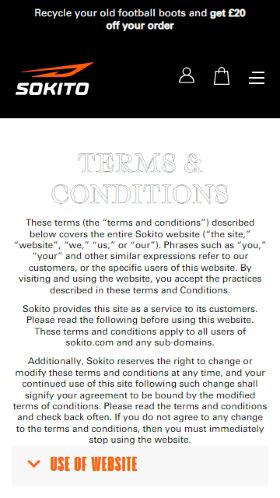 Recycle your old football boots and get £20
off your order
SOKITO
TERMS &
CONDITIONS
These terms (the “terms and conditions”) described
below covers the entire Sokito website (“the site,”
“website”, “we,” “us,” or “our”). Phrases such as “you,”
“your” and other similar expressions refer to our
customers, or the specific users of this website. By
visiting and using the website, you accept the practices
described in these terms and Conditions.
Sokito provides this site as a service to its customers.
Please read the following before using this website.
These terms and conditions apply to all users of
sokito.com and any sub-domains.
Additionally, Sokito reserves the right to change or
modify these terms and conditions at any time, and your
continued use of this site following such change shall
signify your agreement to be bound by the modified
terms of conditions. Please read the terms and conditions
and check back often. If you do not agree to any change
to the terms and conditions, then you must immediately
stop using the website.
USE OF WEBSITE